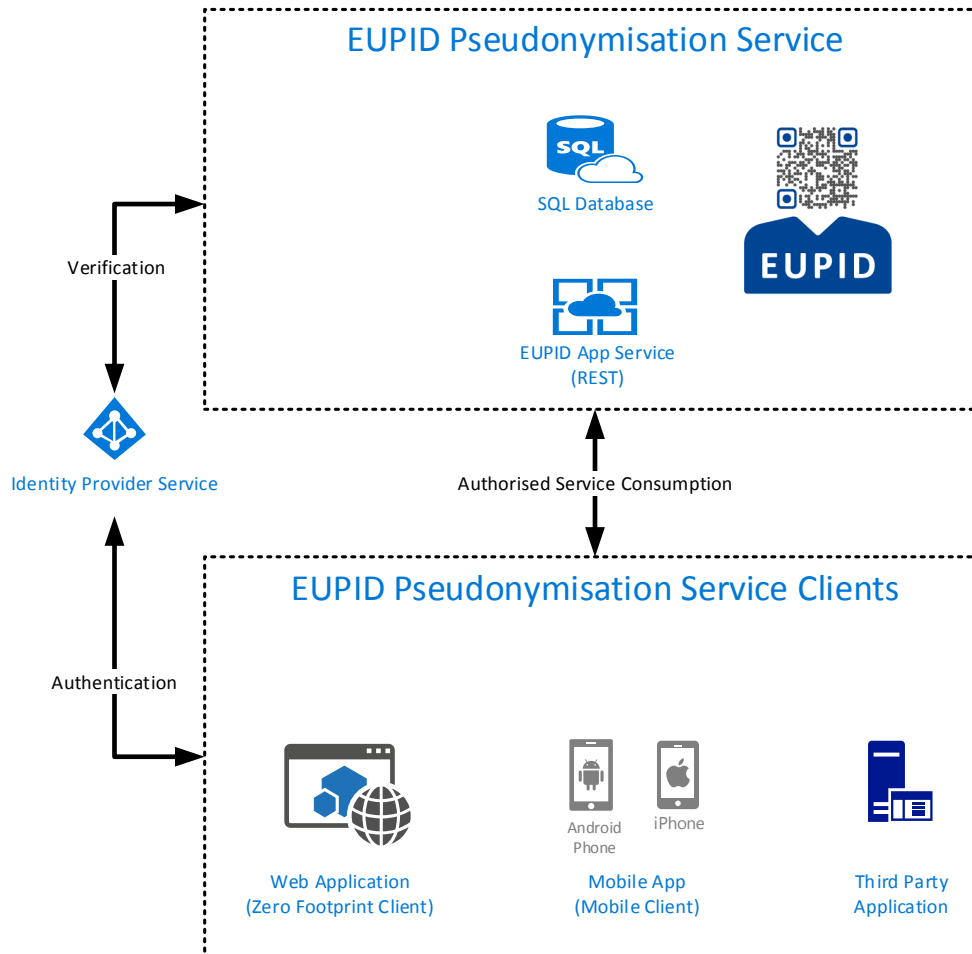 EUPID Pseudonymisation Service
SQL
SQL Database
EUPID
Verification
EUPID App Service
(REST)
Identity Provider Service
Authorised Service Consumption
EUPID Pseudonymisation Service Clients
Authentication
Android
Phone
iPhone
Web Application
(Zero Footprint Client)
Mobile App
(Mobile Client)
Third Party
Application